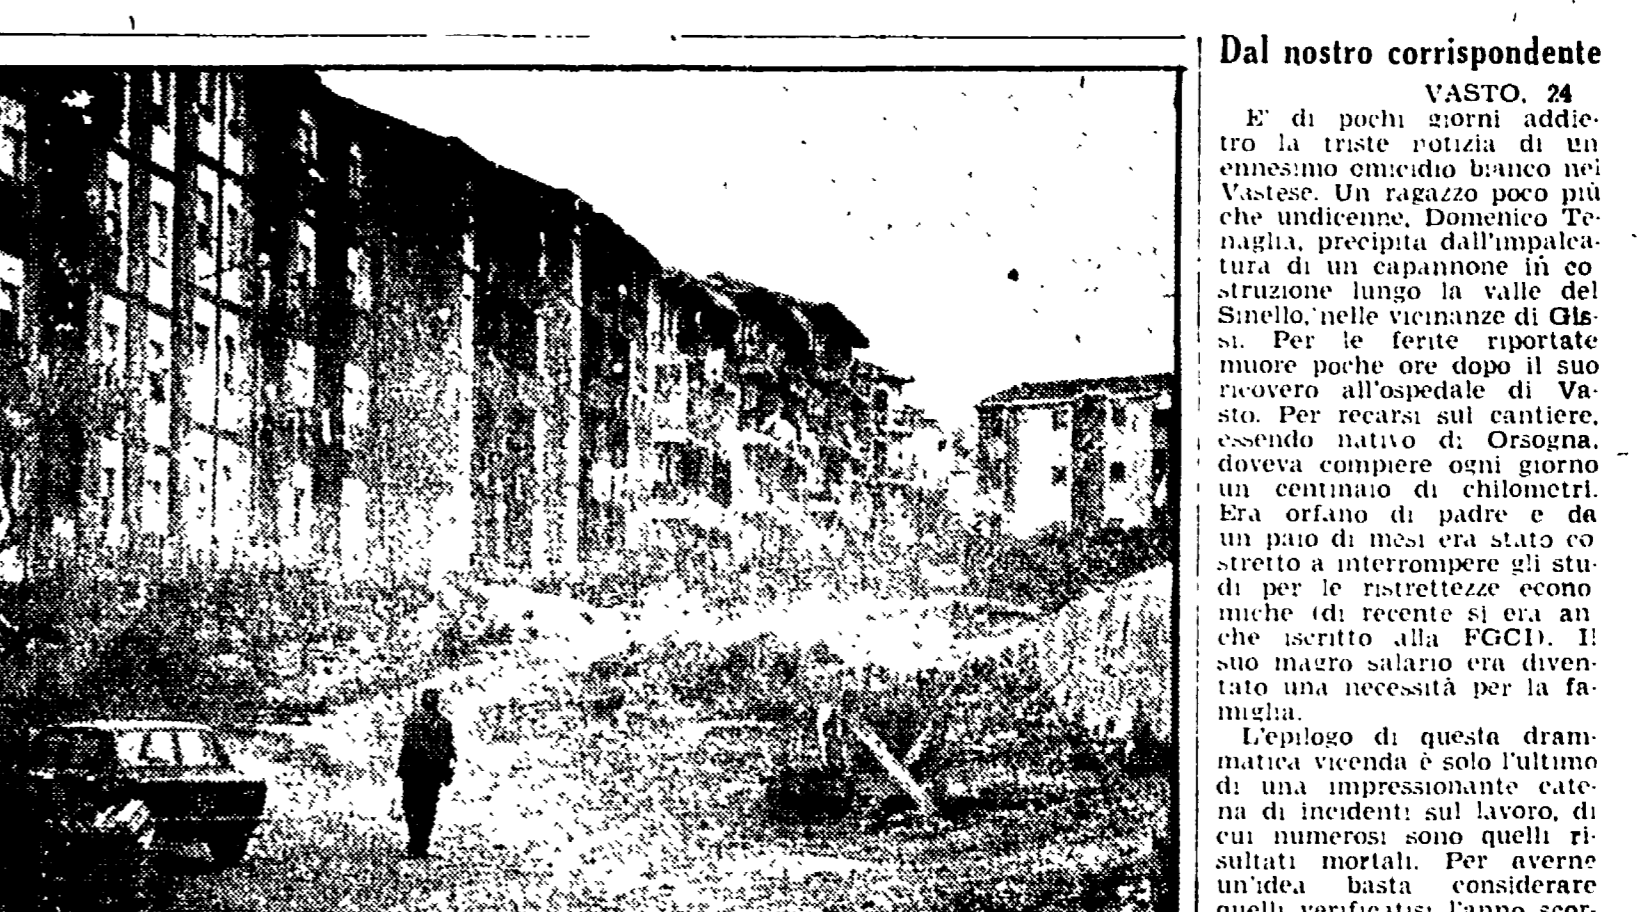 Dal nostro corrispondente
VASTO, 24
E' di pochi giorni addie-
tro la triste notizia di un
ennesimo omicidio bianco nel
Vastese. Un ragazzo poco più
che undicenne, Domenico Te-
naglia, precipita dall'impalca-
tura di un capannone in co
struzione lungo la valle del
Sinello, nelle vicinanze di Gis-
si. Per le ferite riportate
muore poche ore dopo il suo
ricovero all'ospedale di Va-
sto. Per recarsi sul cantiere,
essendo nativo di Orsogna,
doveva compiere ogni giorno
un centinaio di chilometri.
Era orfano di padre e da
un paio di mesi era stato co
stretto a interrompere gli stu-
di per le ristrettezze econo
miche (di recente si era an
che iscritto alla FGCI). Il
suo magro salario era diven-
tato una necessità per la fa-
miglia.
L'epilogo di questa dram-
matica vicenda è solo l'ultimo
di una impressionante cate-
na di incidenti sul lavoro, di
cui numerosi sono quelli ri-
sultati mortali. Per averne
un'idea basta considerare
quelli verificatisi l'anno scor-